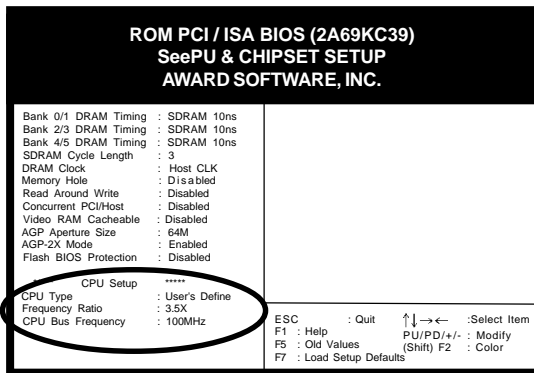 ROM PCI / ISA BIOS (2A69KC39)
SeePU & CHIPSET SETUP
AWARD SOFTWARE, INC.
Bank 0/1 DRAM Timing : SDRAM 10ns
Bank 2/3 DRAM Timing : SDRAM 10ns
Bank 4/5 DRAM Timing : SDRAM 10ns
SDRAM Cycle Length : 3
DRAM Clock : Host CLK
Memory Hole : Disabled
Read Around Write : Disabled
Concurrent PCI/Host : Disabled
Video RAM Cacheable : Disabled
AGP Aperture Size : 64M
AGP-2X Mode : Enabled
Flash BIOS Protection : Disabled
***** CPU Setup *****
CPU Type : User's Define
Frequency Ratio : 3.5X
CPU Bus Frequency : 100MHz
ESC : Quit ↑↓→← :Select Item
F1 : Help PU/PD/+/- : Modify
F5 : Old Values (Shift) F2 : Color
F7 : Load Setup Defaults